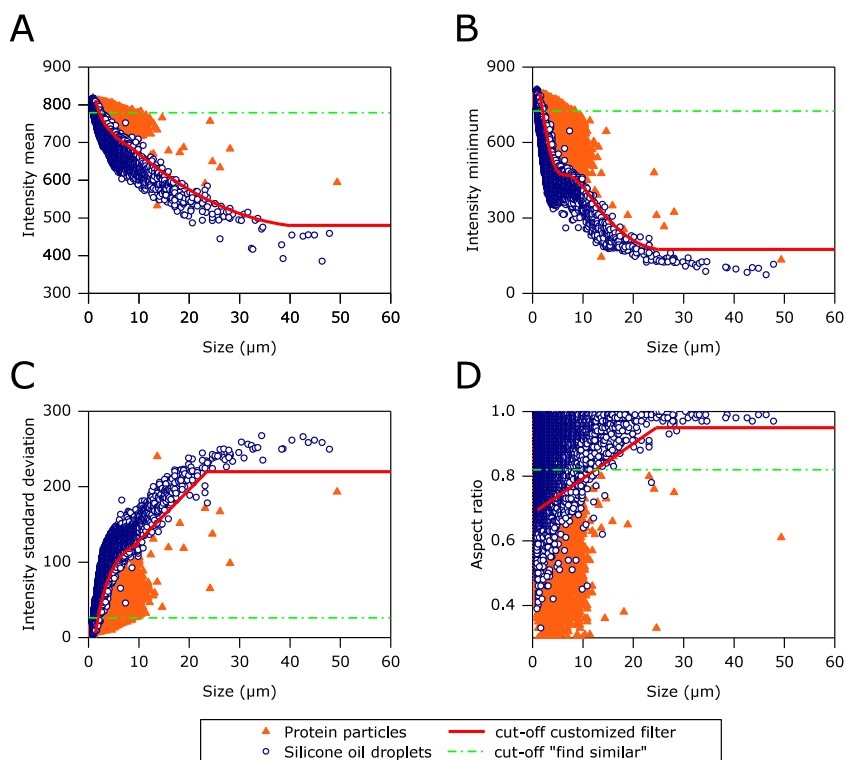 A
B
900
800
700
600
500
400
300
0
10
20
30
40
50
60
Intensity mean
Size (µm)
900
600
300
0
0
10
20
30
40
50
60
Intensity minimum
Size (µm)
C
D
300
200
100
0
0
10
20
30
40
50
60
Intensity standard deviation
Size (µm)
1.0
0.8
0.6
0.4
0
10
20
30
40
50
60
Aspect ratio
Size (µm)
Protein particles
cut-off customized filter
Silicone oil droplets
cut-off "find similar"